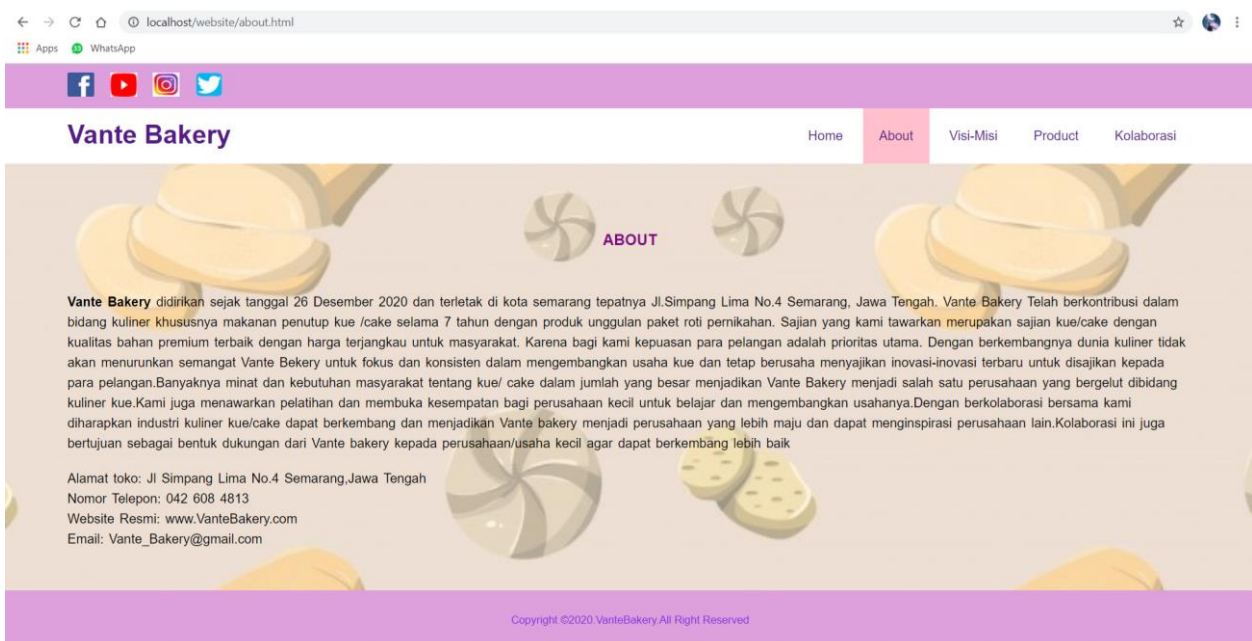 localhost/website/about.html
Apps WhatsApp
Vante Bakery
Home About Visi-Misi Product Kolaborasi
ABOUT
Vante Bakery didirikan sejak tanggal 26 Desember 2020 dan terletak di kota semarang tepatnya Jl.Simpang Lima No.4 Semarang, Jawa Tengah. Vante Bakery Telah berkontribusi dalam
bidang kuliner khususnya makanan penutup kue /cake selama 7 tahun dengan produk unggulan paket roti pernikahan. Sajian yang kami tawarkan merupakan sajian kue/cake dengan
kualitas bahan premium terbaik dengan harga terjangkau untuk masyarakat. Karena bagi kami kepuasan para pelangan adalah prioritas utama. Dengan berkembangnya dunia kuliner tidak
akan menurunkan semangat Vante Bekery untuk fokus dan konsisten dalam mengembangkan usaha kue dan tetap berusaha menyajikan inovasi-inovasi terbaru untuk disajikan kepada
para pelangan.Banyaknya minat dan kebutuhan masyarakat tentang kue/ cake dalam jumlah yang besar menjadikan Vante Bakery menjadi salah satu perusahaan yang bergelut dibidang
kuliner kue.Kami juga menawarkan pelatihan dan membuka kesempatan bagi perusahaan kecil untuk belajar dan mengembangkan usahanya.Dengan berkolaborasi bersama kami
diharapkan industri kuliner kue/cake dapat berkembang dan menjadikan Vante bakery menjadi perusahaan yang lebih maju dan dapat menginspirasi perusahaan lain.Kolaborasi ini juga
bertujuan sebagai bentuk dukungan dari Vante bakery kepada perusahaan/usaha kecil agar dapat berkembang lebih baik
Alamat toko: Jl Simpang Lima No.4 Semarang,Jawa Tengah
Nomor Telepon: 042 608 4813
Website Resmi: www.VanteBakery.com
Email: Vante_Bakery@gmail.com
Copyright ©2020.VanteBakery.All Right Reserved